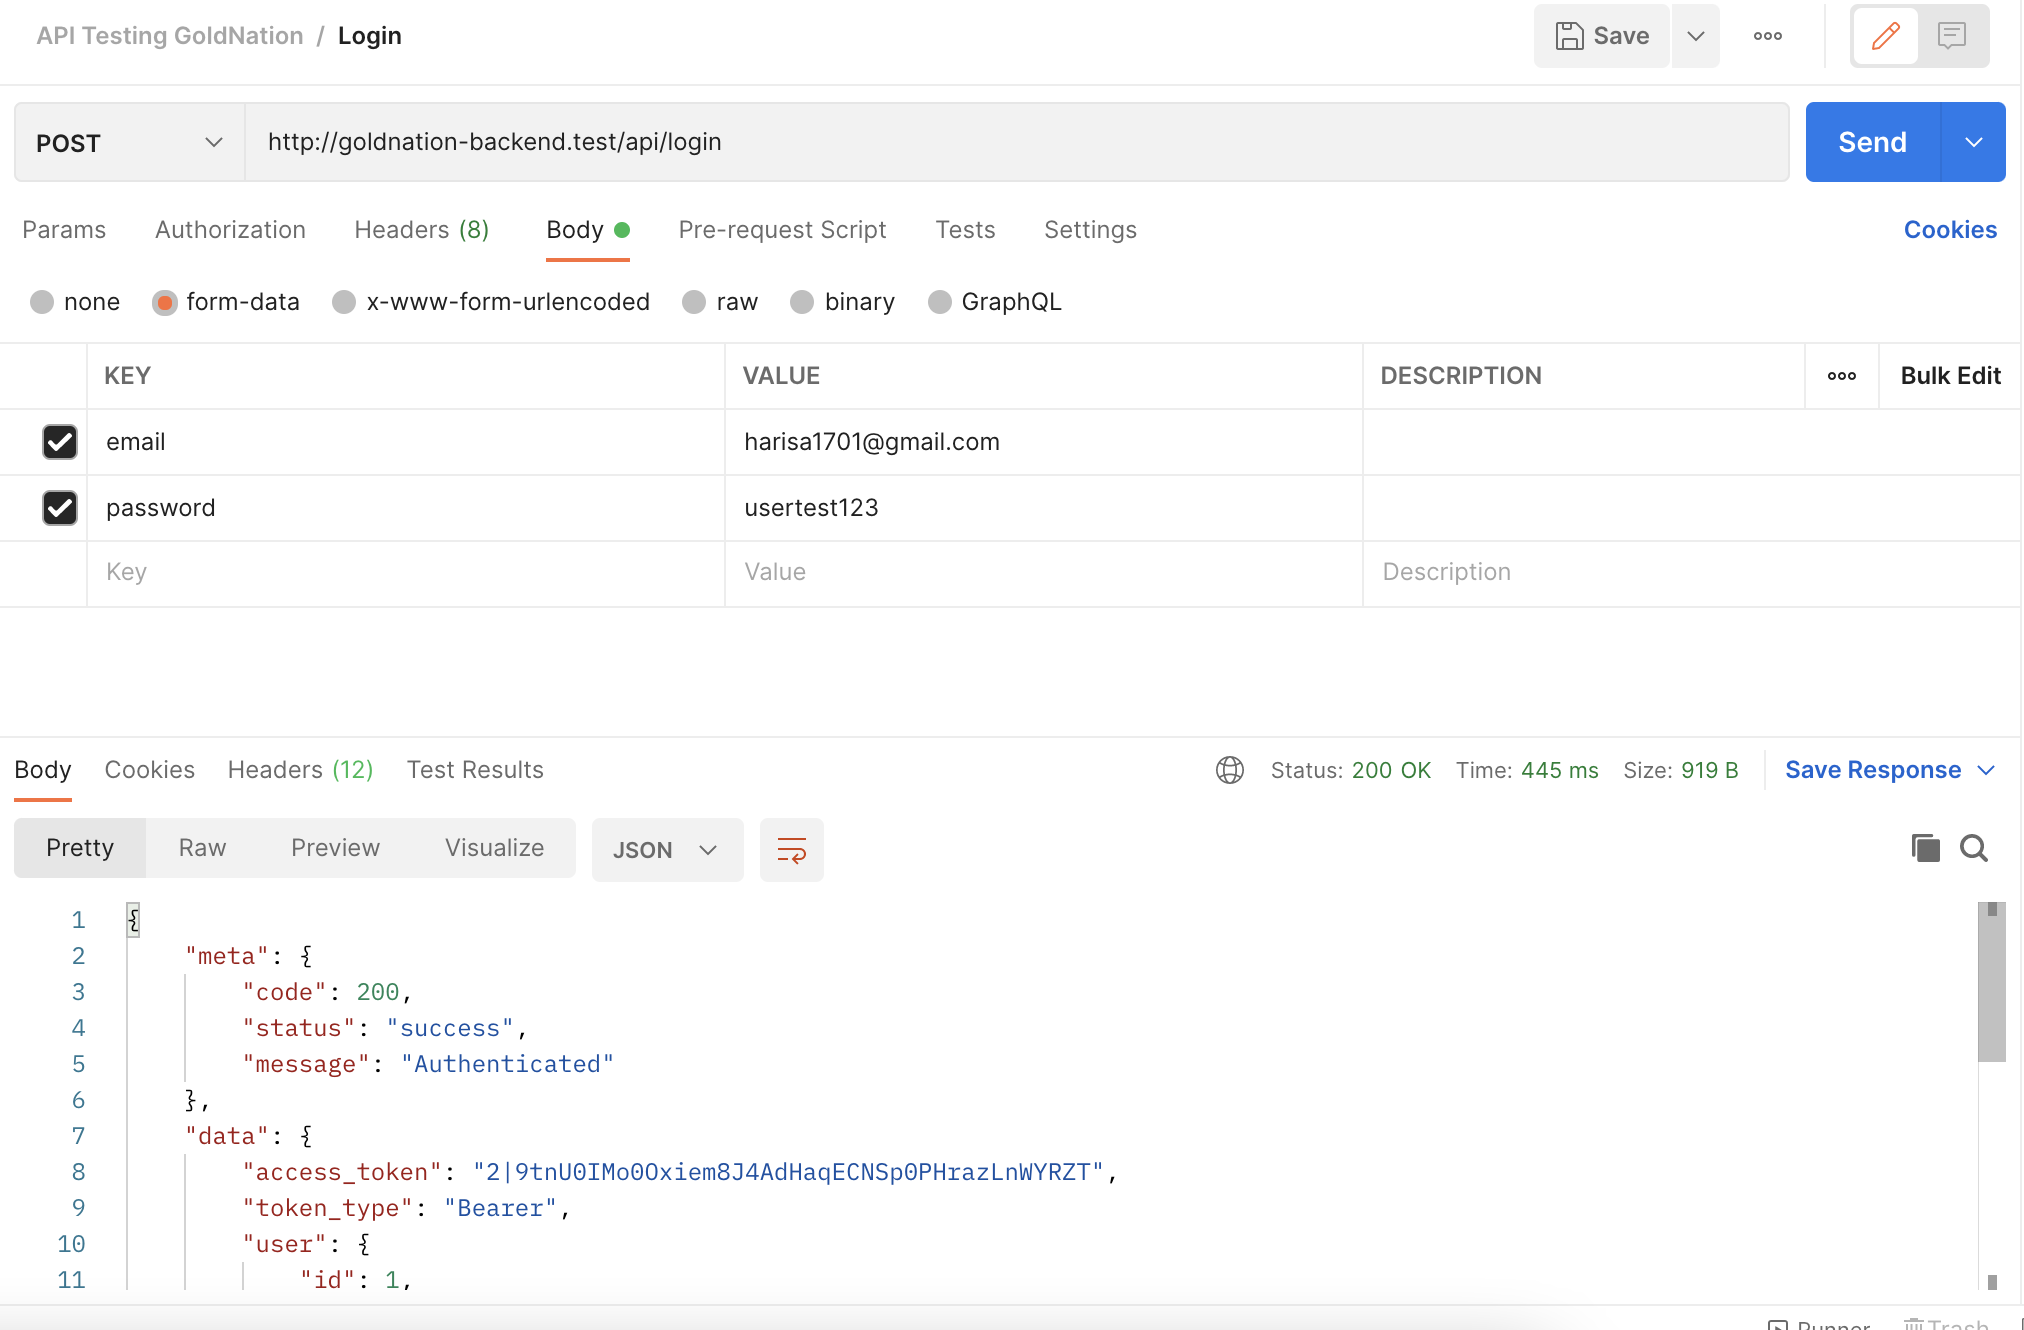 API Testing GoldNation / Login
Save
POST
http://goldnation-backend.test/api/login
Send
Params Authorization Headers (8) Body Pre-request Script Tests Settings Cookies
none form-data x-www-form-urlencoded raw binary GraphQL
KEY VALUE DESCRIPTION Bulk Edit
email harisa1701@gmail.com
password usertest123
Key Value Description
Body Cookies Headers (12) Test Results Status: 200 OK Time: 445 ms Size: 919 B Save Response
Pretty Raw Preview Visualize JSON
1 {
2 "meta": {
3 "code": 200,
4 "status": "success",
5 "message": "Authenticated"
6 },
7 "data": {
8 "access_token": "2|9tnU0IMo0Oxiem8J4AdHaqECNSp0PHrazLnWYRZT",
9 "token_type": "Bearer",
10 "user": {
11 "id": 1,
Runner Trash